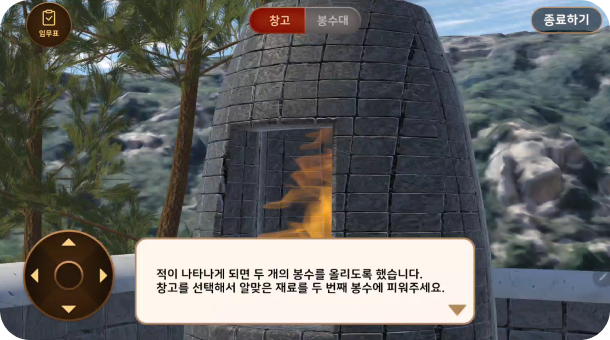 임무표
창고
봉수대
종료하기
적이 나타나게 되면 두 개의 봉수를 올리도록 했습니다.
창고를 선택해서 알맞은 재료를 두 번째 봉수에 피워주세요.